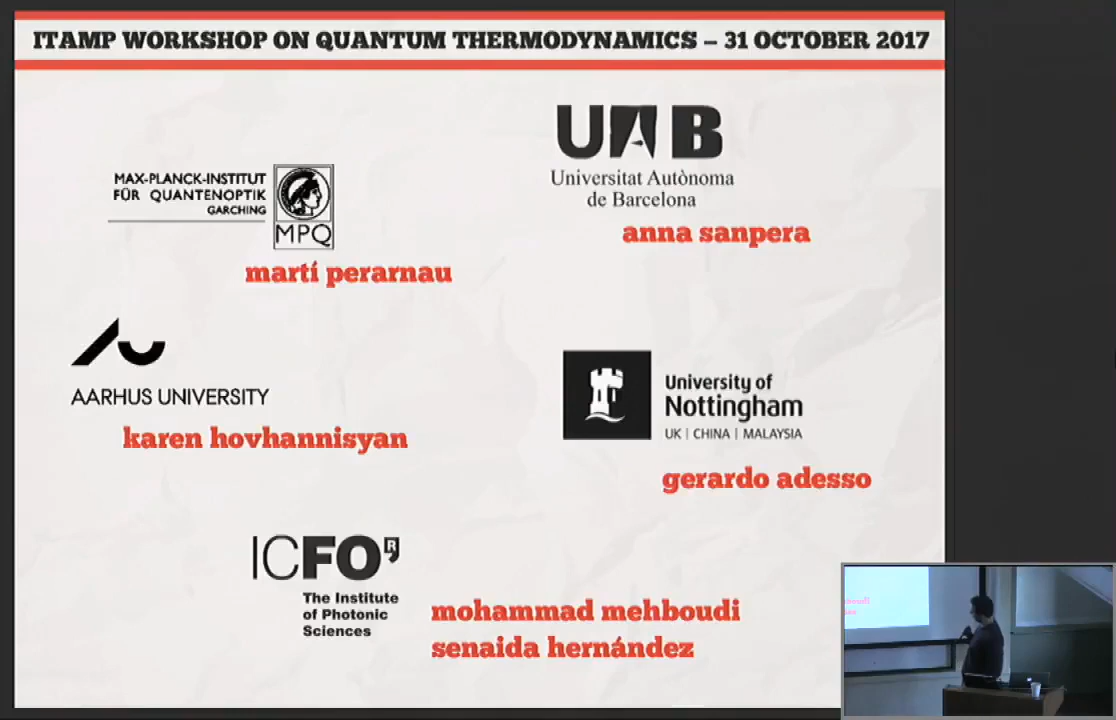 ITAMP WORKSHOP ON QUANTUM THERMODYNAMICS – 31 OCTOBER 2017
UAB
Universitat Autònoma
de Barcelona
anna sanpera
MAX-PLANCK-INSTITUT
FÜR QUANTENOPTIK
GARCHING
MPQ
martí perarnau
AARHUS UNIVERSITY
karen hovhannisyan
University of
Nottingham
UK | CHINA | MALAYSIA
gerardo adesso
ICFO R
The Institute
of Photonic
Sciences
mohammad mehboudi
senaida hernández